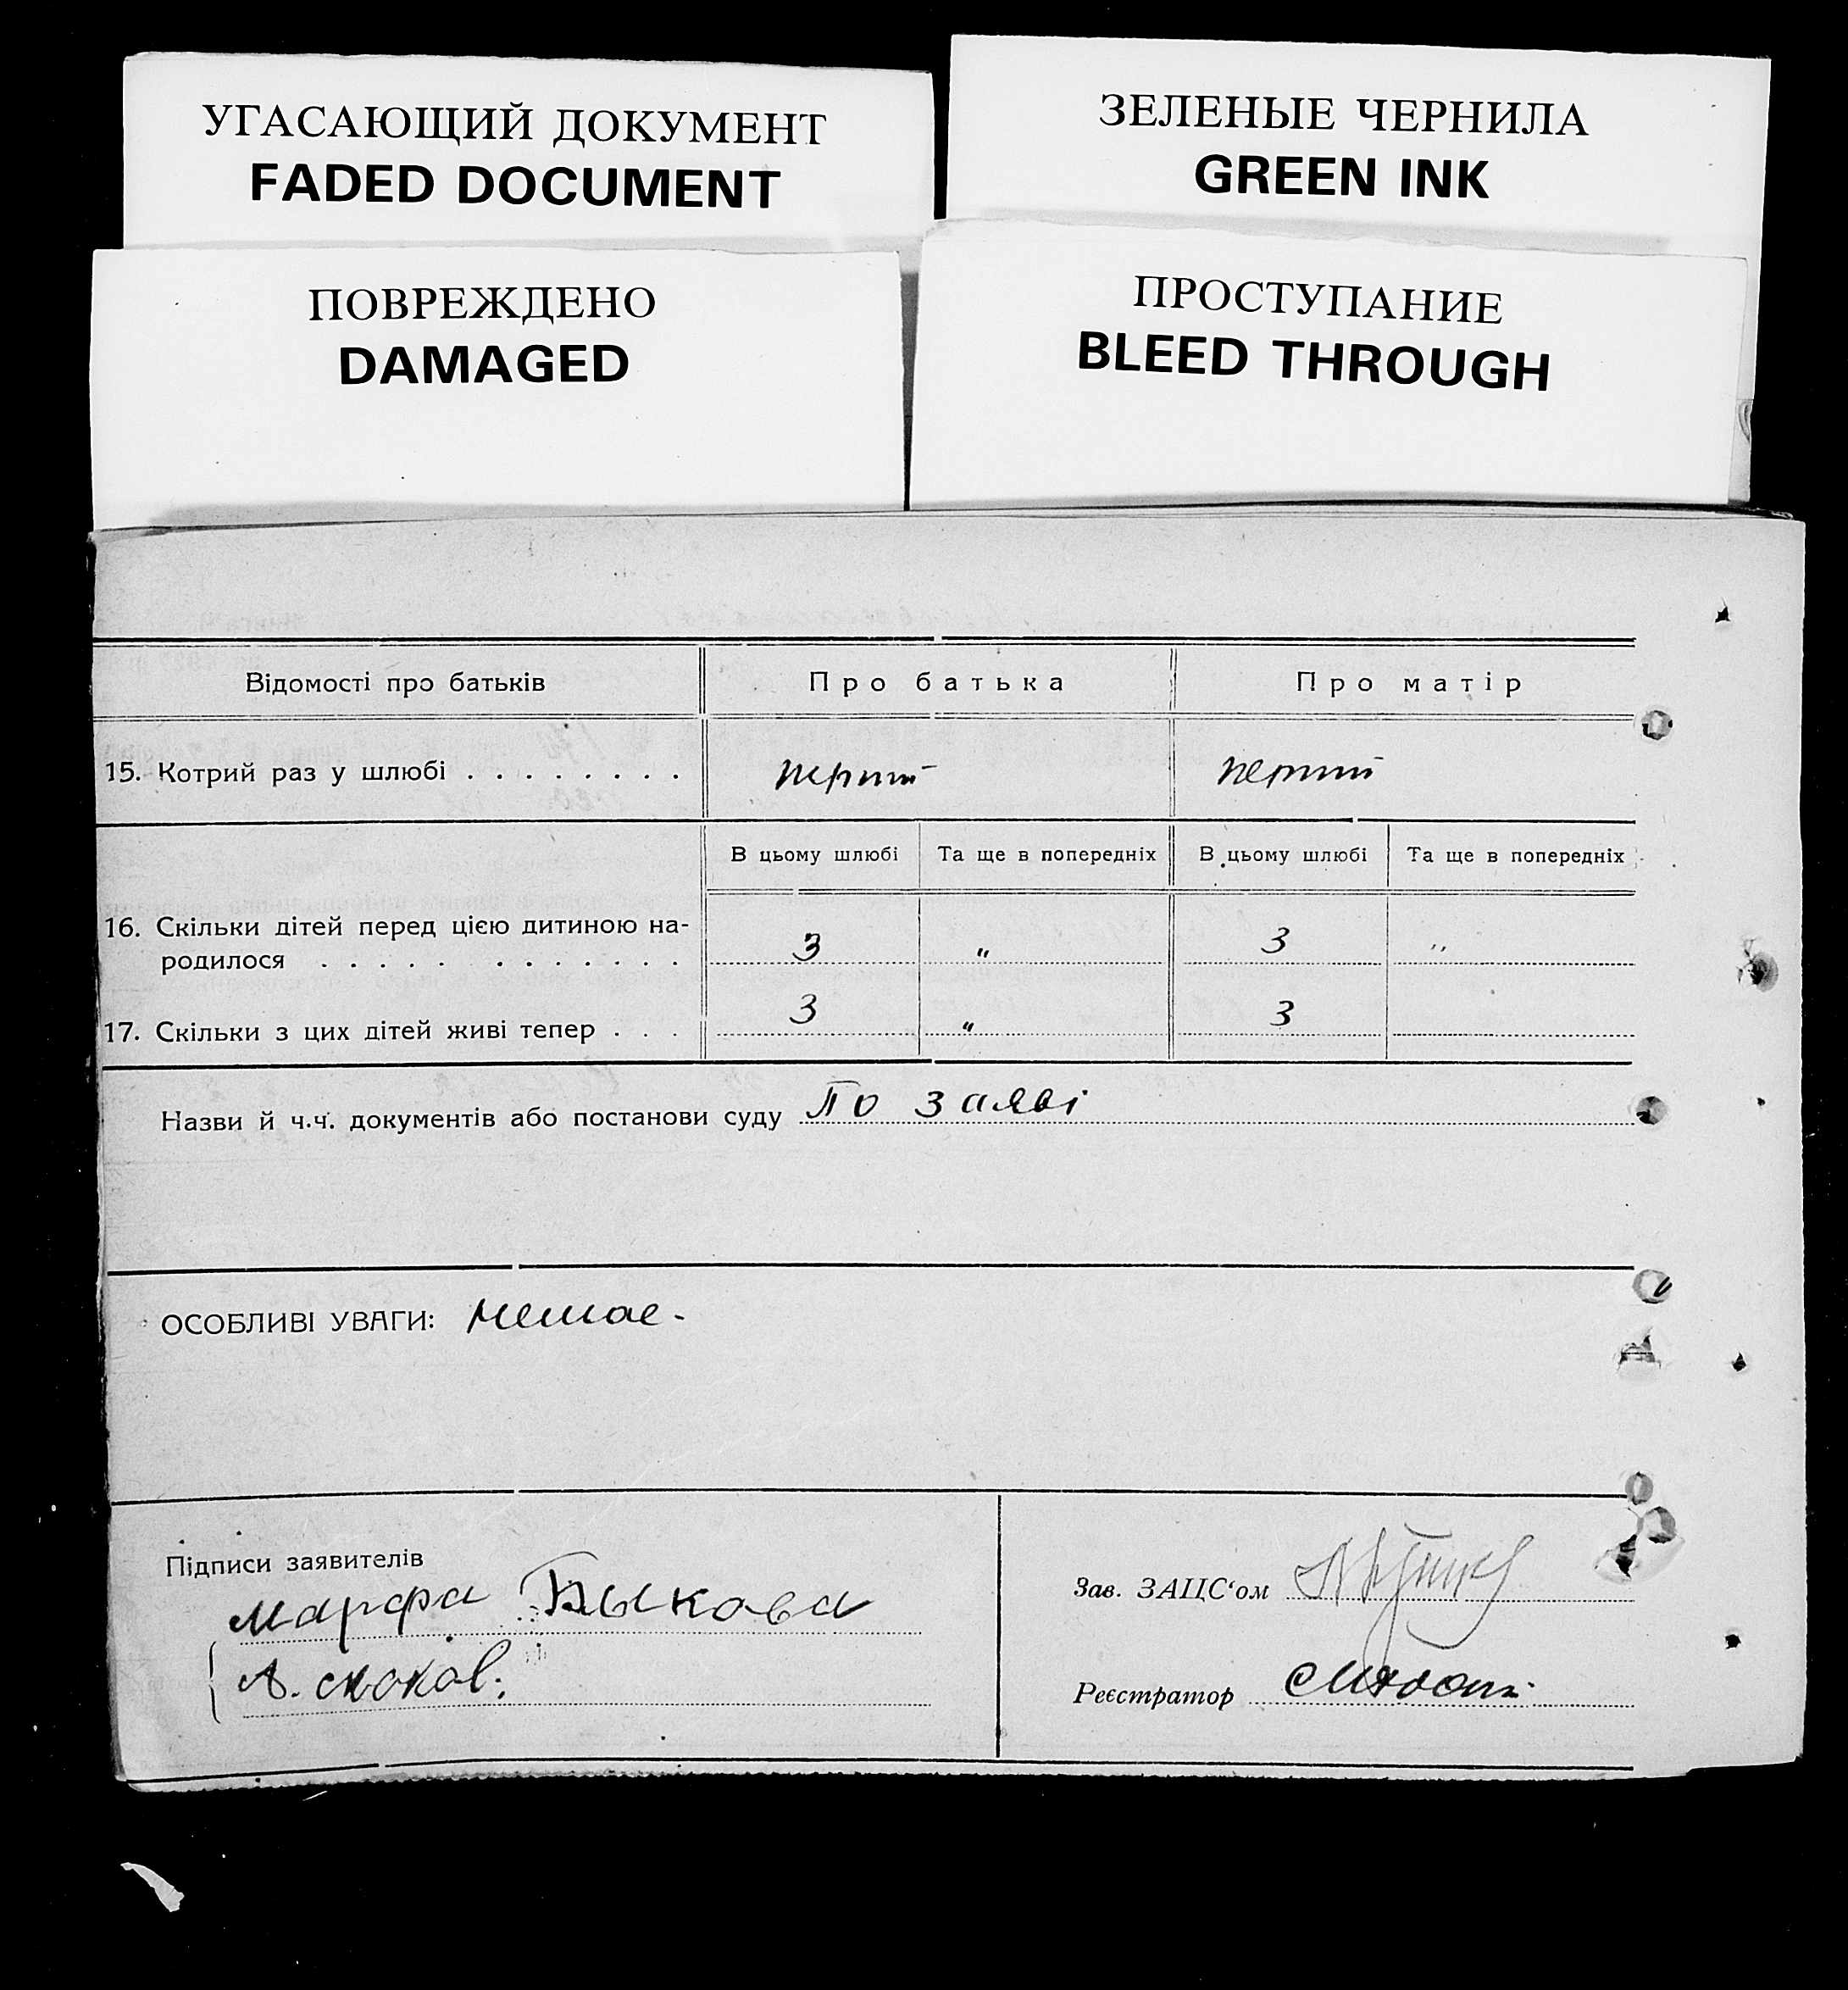 УГАСАЮЩИЙ ДОКУМЕНТ
FADED DOCUMENT
ЗЕЛЕНЫЕ ЧЕРНИЛА
GREEN INK
ПОВРЕЖДЕНО
DAMAGED
ПРОСТУПАНИЕ
BLEED THROUGH
Відомості про батьків Про батька Про матір
15. Котрий раз у шлюбі . . . . . . . . перший перший
В цьому шлюбі Та ще в попередніх В цьому шлюбі Та ще в попередніх
16. Скільки дітей перед цією дитиною на-
родилося . . . . . . . . . . . . . 3 „ 3 „
17. Скільки з цих дітей живі тепер . . . 3 „ 3
Назви й ч.ч. документів або постанови суду По заяві
ОСОБЛИВІ УВАГИ: немає.
Підписи заявителів
Марфа Быкова
Зав. ЗАЦС'ом
Реєстратор